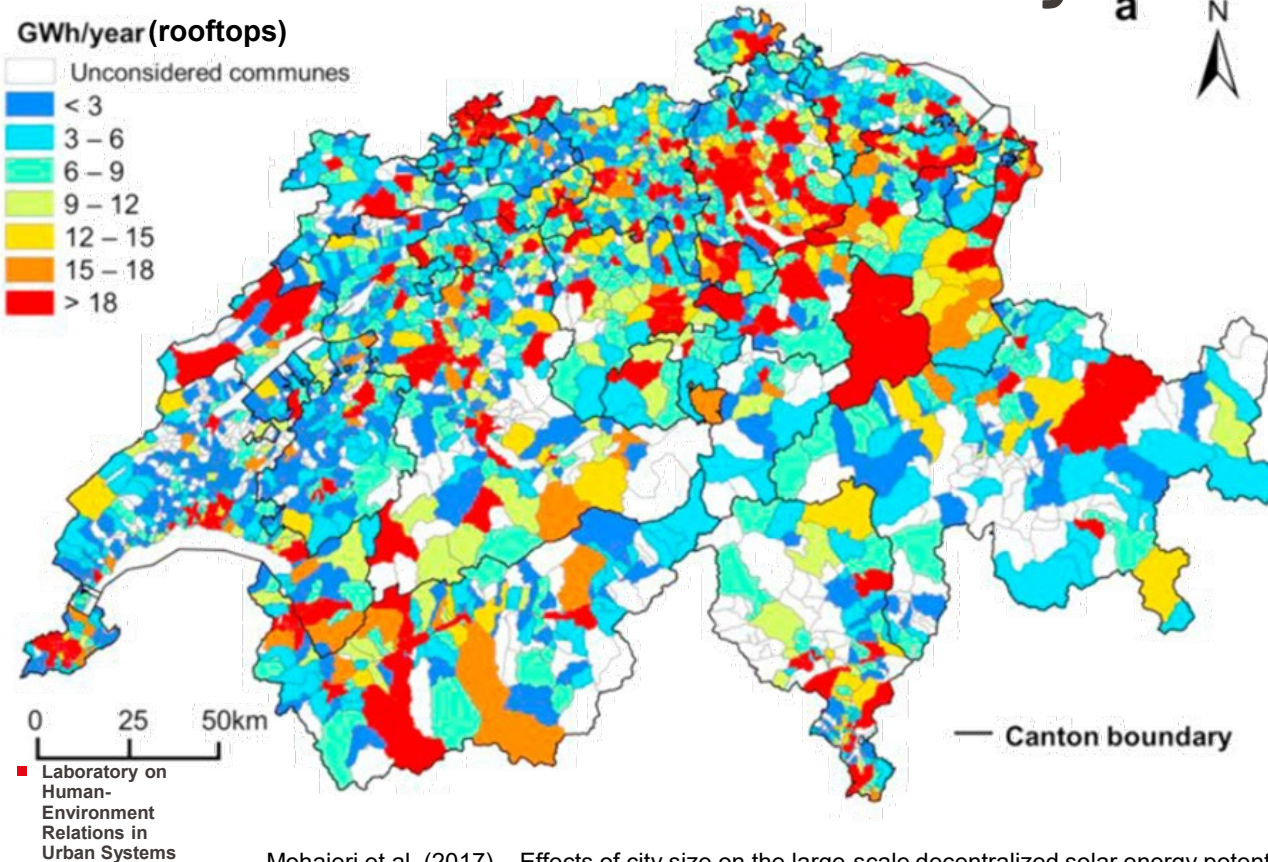 a
N
GWh/year (rooftops)
Unconsidered communes
< 3
3 – 6
6 – 9
9 – 12
12 – 15
15 – 18
> 18
0 25 50km
Canton boundary
Laboratory on
Human-
Environment
Relations in
Urban Systems
Mohajeri et al. (2017) – Effects of city size on the large-scale decentralized solar energy potent